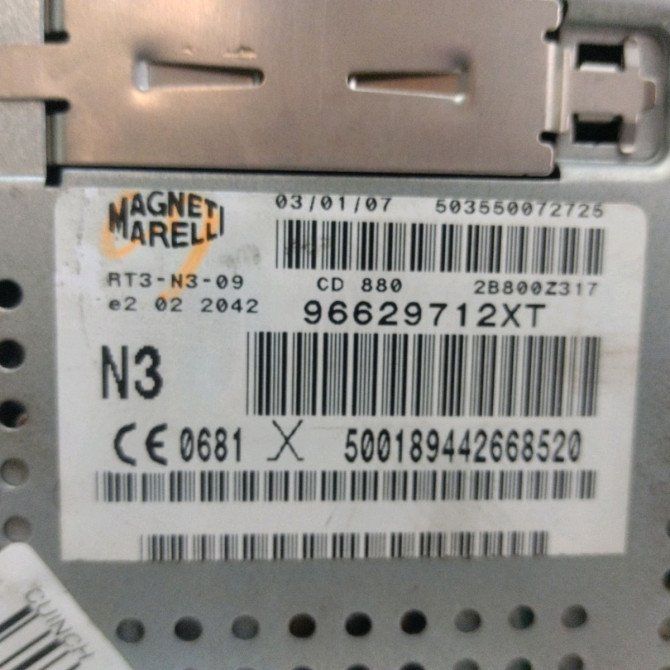 MAGNETI MARELLI
03/01/07 503550072725
RT3-N3-09 CD 880 2B800Z317
e2 02 2042 96629712XT
N3
CE 0681 X 500189442668520
CUINCH